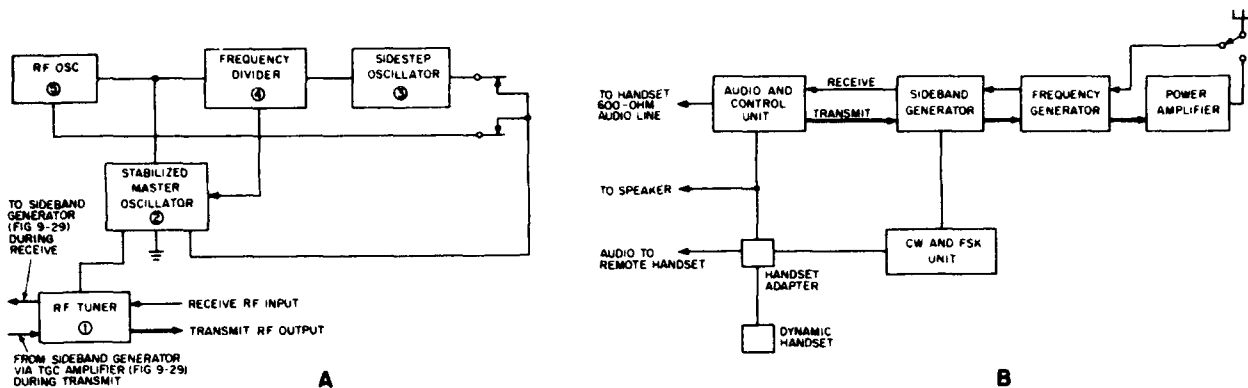 RF OSC
⑤
FREQUENCY
DIVIDER
④
SIDESTEP
OSCILLATOR
③
STABILIZED
MASTER
OSCILLATOR
②
TO SIDEBAND
GENERATOR
(FIG 9-29)
DURING
RECEIVE
RF TUNER
①
RECEIVE RF INPUT
TRANSMIT RF OUTPUT
FROM SIDEBAND GENERATOR
VIA TGC AMPLIFIER (FIG 9-29)
DURING TRANSMIT
A
TO HANDSET
600-OHM
AUDIO LINE
AUDIO AND
CONTROL
UNIT
RECEIVE
TRANSMIT
SIDEBAND
GENERATOR
FREQUENCY
GENERATOR
POWER
AMPLIFIER
TO SPEAKER
AUDIO TO
REMOTE HANDSET
HANDSET
ADAPTER
CW AND FSK
UNIT
DYNAMIC
HANDSET
B